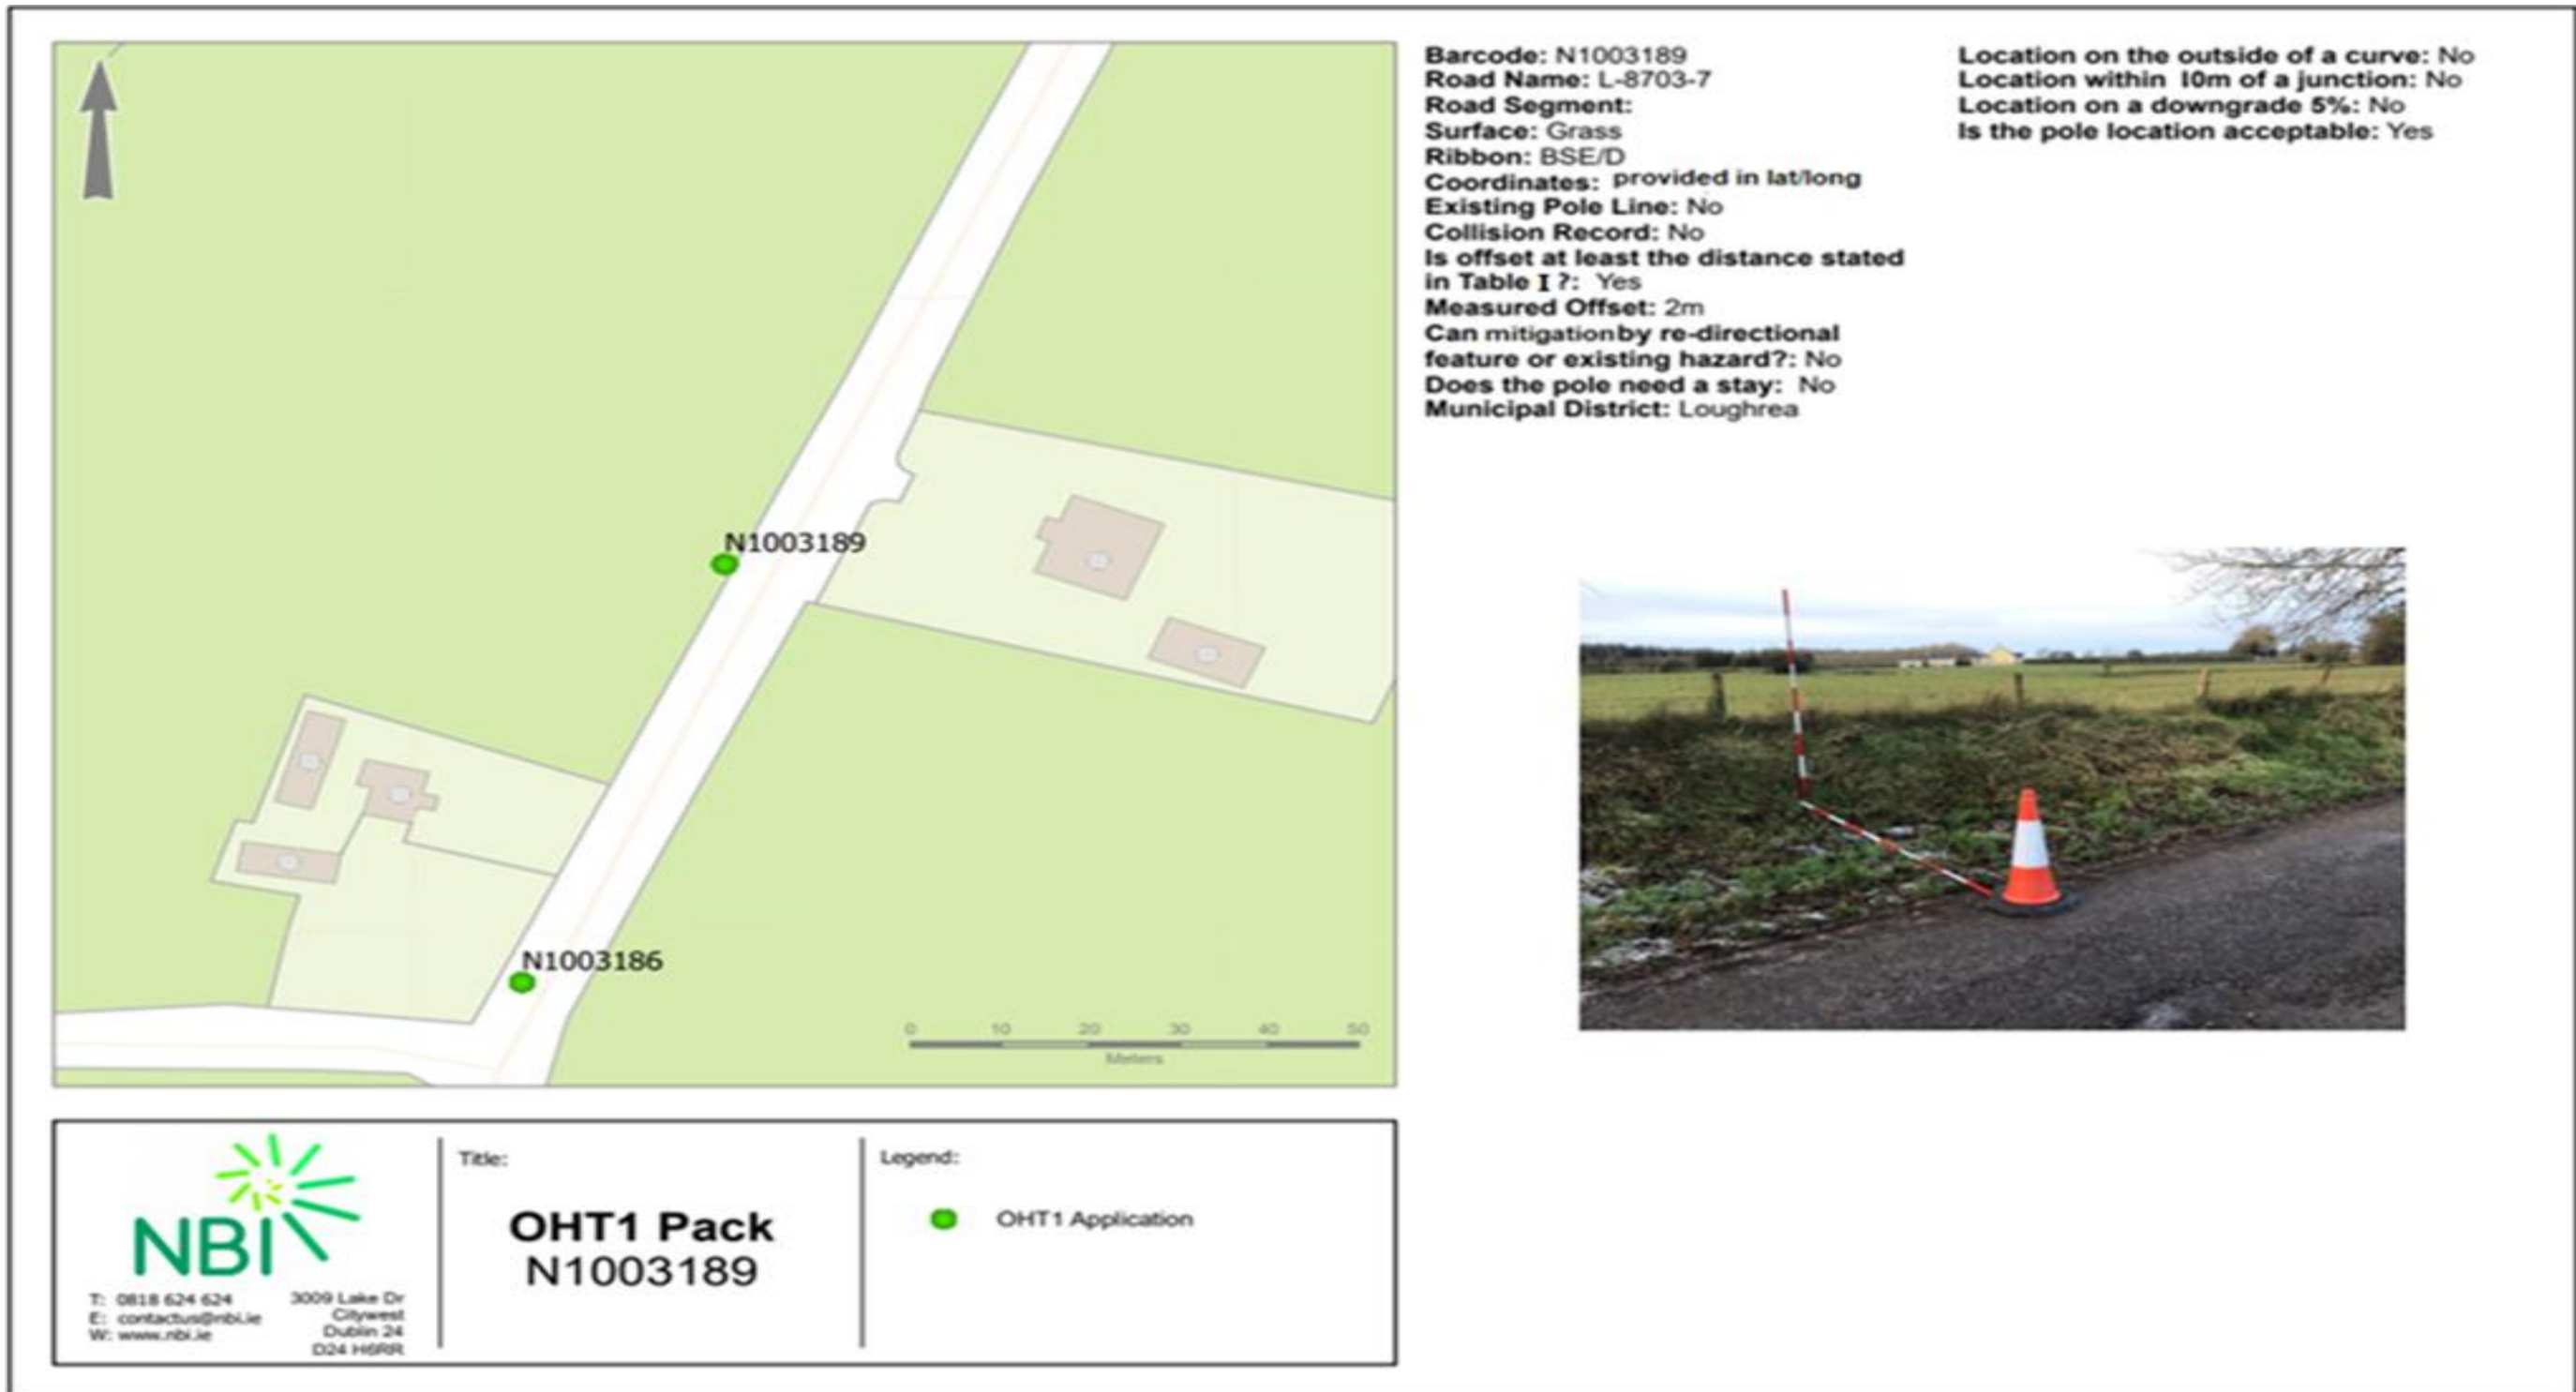 N1003189
N1003186
0 10 20 30 40 50
Meters
Barcode: N1003189
Road Name: L-8703-7
Road Segment:
Surface: Grass
Ribbon: BSE/D
Coordinates: provided in lat/long
Existing Pole Line: No
Collision Record: No
Is offset at least the distance stated
in Table I ?: Yes
Measured Offset: 2m
Can mitigation by re-directional
feature or existing hazard?: No
Does the pole need a stay: No
Municipal District: Loughrea
Location on the outside of a curve: No
Location within 10m of a junction: No
Location on a downgrade 5%: No
Is the pole location acceptable: Yes
NBI
T: 0818 624 624
E: contactus@nbi.ie
W: www.nbi.ie
3009 Lake Dr
Citywest
Dublin 24
D24 H6RR
Title:
OHT1 Pack
N1003189
Legend:
OHT1 Application